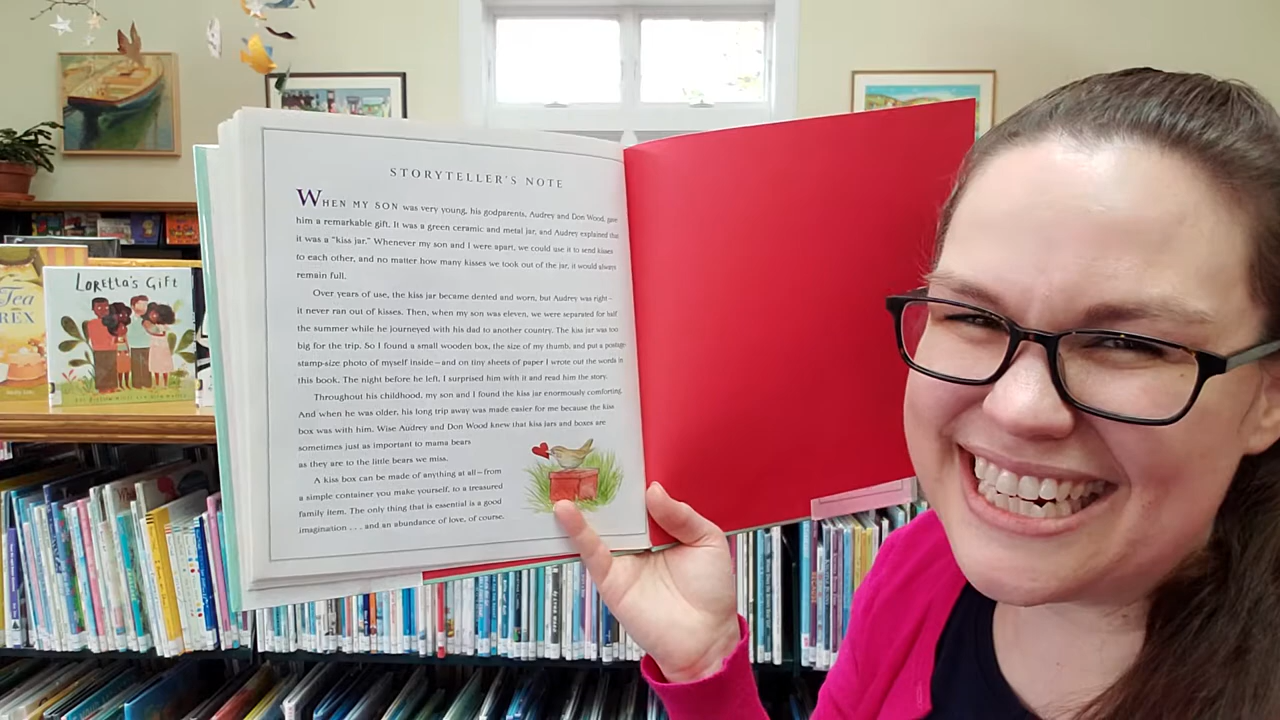 STORYTELLER'S NOTE
WHEN MY SON was very young, his godparents, Audrey and Don Wood, gave
him a remarkable gift. It was a green ceramic and metal jar, and Audrey explained that
it was a "kiss jar." Whenever my son and I were apart, we could use it to send kisses
to each other, and no matter how many kisses we took out of the jar, it would always
remain full.
Over years of use, the kiss jar became dented and worn, but Audrey was right—
it never ran out of kisses. Then, when my son was eleven, we were separated for half
the summer while he journeyed with his dad to another country. The kiss jar was too
big for the trip. So I found a small wooden box, the size of my thumb, and put a postage-
stamp-size photo of myself inside—and on tiny sheets of paper I wrote out the words in
this book. The night before he left, I surprised him with it and read him the story.
Throughout his childhood, my son and I found the kiss jar enormously comforting.
And when he was older, his long trip away was made easier for me because the kiss
box was with him. Wise Audrey and Don Wood knew that kiss jars and boxes are
sometimes just as important to mama bears
as they are to the little bears we miss.
A kiss box can be made of anything at all—from
a simple container you make yourself, to a treasured
family item. The only thing that is essential is a good
imagination . . . and an abundance of love, of course.
Loretta's Gift
Tea
REX